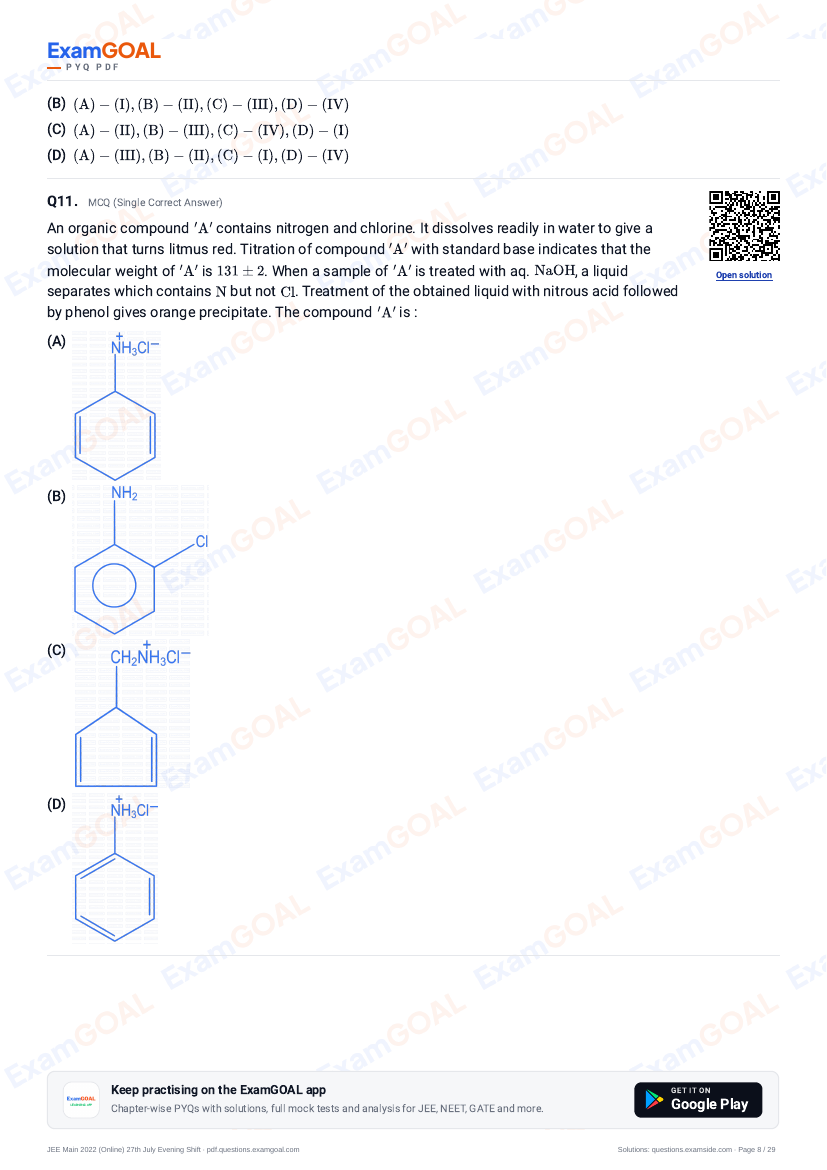 ExamGOAL
PYQ PDF
(B) (A) – (I), (B) – (II), (C) – (III), (D) – (IV)
(C) (A) – (II), (B) – (III), (C) – (IV), (D) – (I)
(D) (A) – (III), (B) – (II), (C) – (I), (D) – (IV)
Q11. MCQ (Single Correct Answer)
An organic compound ′A′ contains nitrogen and chlorine. It dissolves readily in water to give a
solution that turns litmus red. Titration of compound ′A′ with standard base indicates that the
molecular weight of ′A′ is 131 ± 2. When a sample of ′A′ is treated with aq. NaOH, a liquid
separates which contains N but not Cl. Treatment of the obtained liquid with nitrous acid followed
by phenol gives orange precipitate. The compound ′A′ is :
Open solution
(A)
N⁺H₃Cl⁻
(B)
NH₂
Cl
(C)
CH₂N⁺H₃Cl⁻
(D)
N⁺H₃Cl⁻
Keep practising on the ExamGOAL app
Chapter-wise PYQs with solutions, full mock tests and analysis for JEE, NEET, GATE and more.
GET IT ON
Google Play
JEE Main 2022 (Online) 27th July Evening Shift · pdf.questions.examgoal.com
Solutions: questions.examside.com · Page 8 / 29